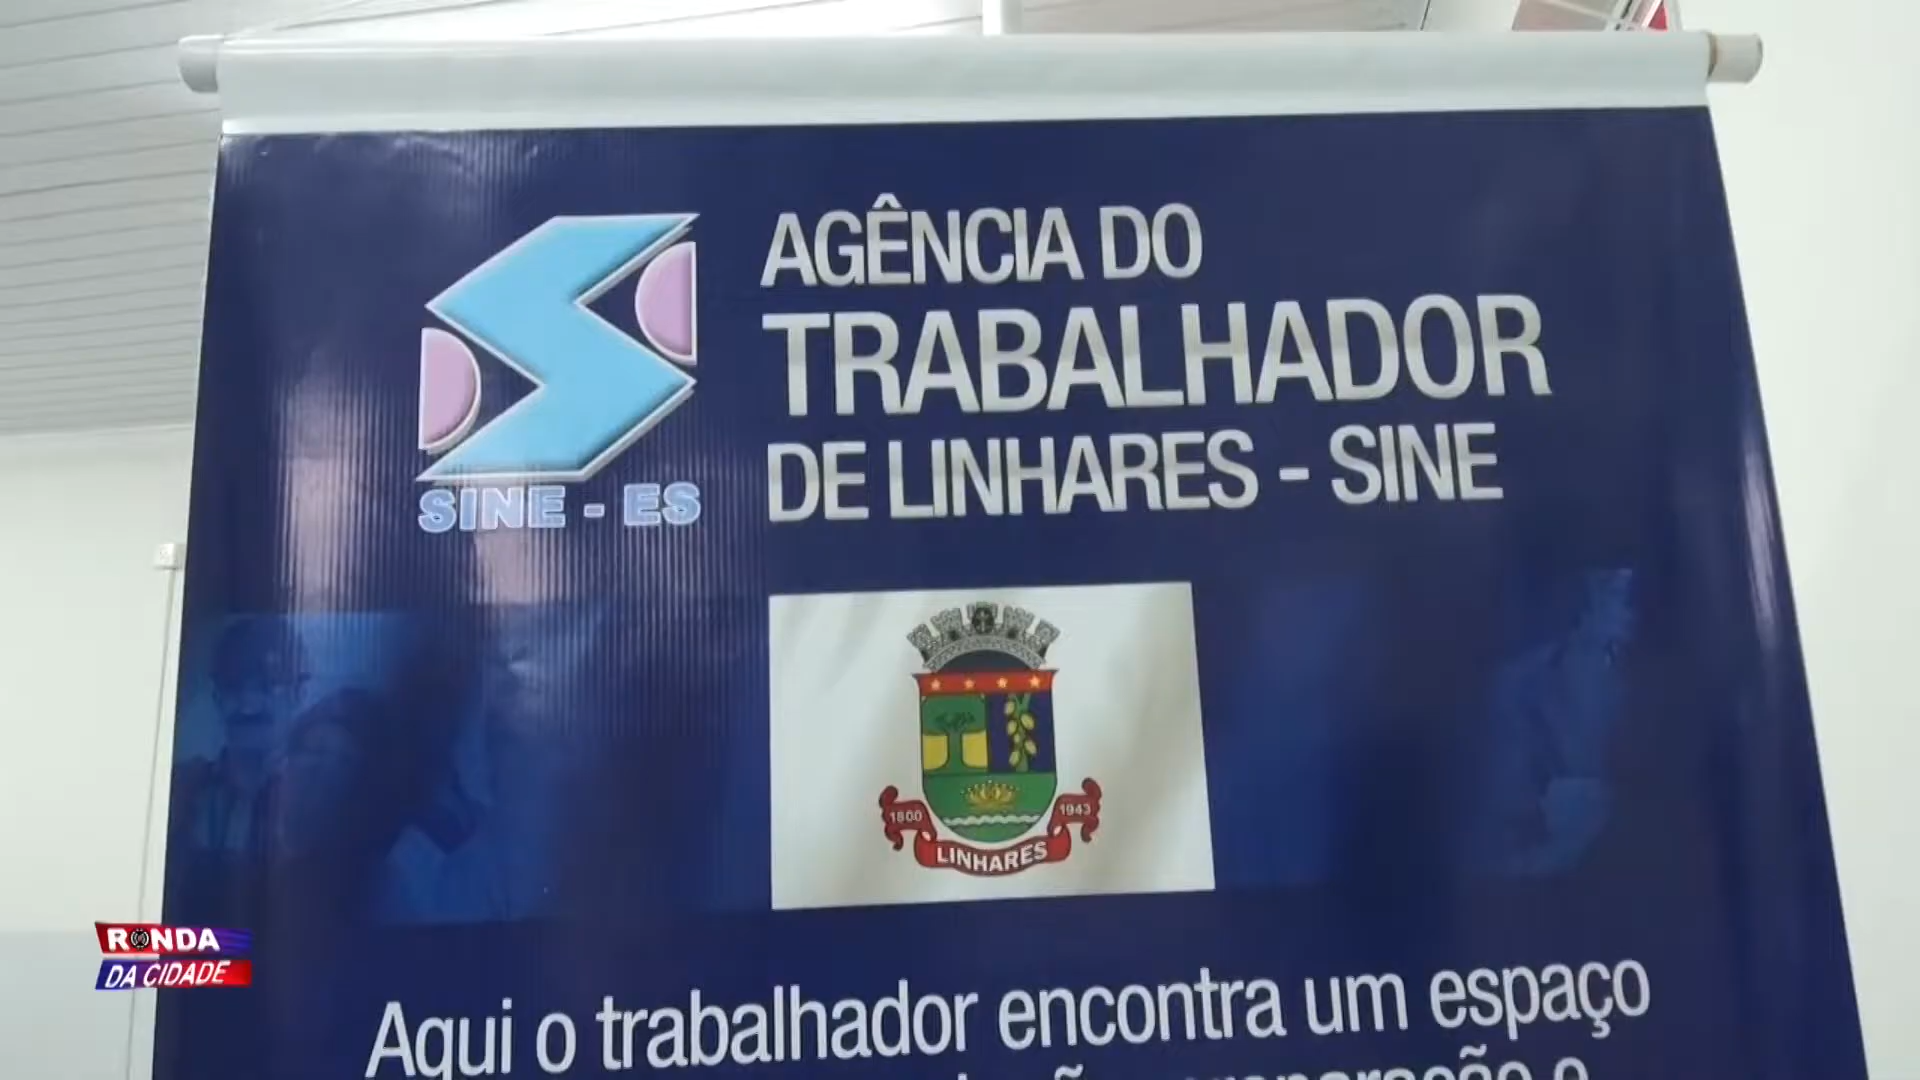 AGÊNCIA DO
TRABALHADOR
DE LINHARES - SINE
SINE - ES
1800
1943
LINHARES
RONDA
DA CIDADE
Aqui o trabalhador encontra um espaço